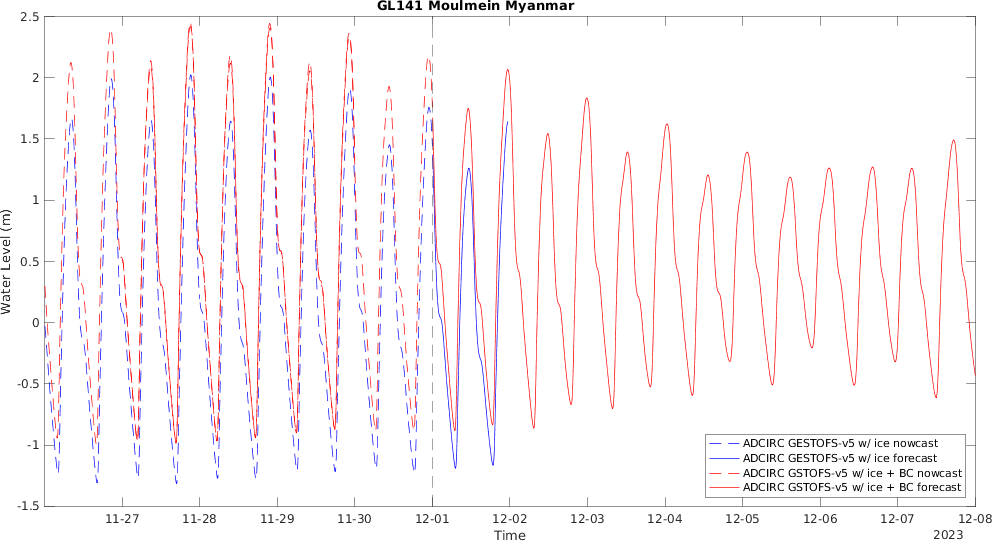 GL141 Moulmein Myanmar
2.5
2
1.5
1
0.5
0
-0.5
-1
-1.5
Water Level (m)
ADCIRC GESTOFS-v5 w/ ice nowcast
ADCIRC GESTOFS-v5 w/ ice forecast
ADCIRC GSTOFS-v5 w/ ice + BC nowcast
ADCIRC GSTOFS-v5 w/ ice + BC forecast
11-27 11-28 11-29 11-30 12-01 12-02 12-03 12-04 12-05 12-06 12-07 12-08
Time
2023